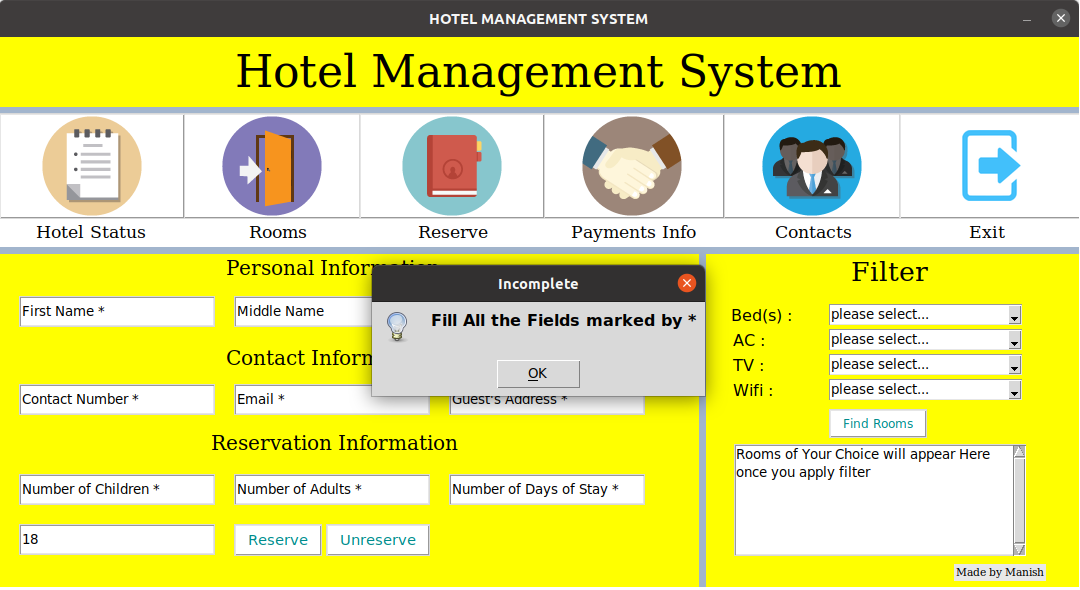 HOTEL MANAGEMENT SYSTEM
Hotel Management System
Hotel Status
Rooms
Reserve
Payments Info
Contacts
Exit
Personal Information
First Name *
Middle Name
Contact Inform
Contact Number *
Email *
Guest's Address *
Reservation Information
Number of Children *
Number of Adults *
Number of Days of Stay *
18
Reserve
Unreserve
Incomplete
Fill All the Fields marked by *
OK
Filter
Bed(s) :
please select...
AC :
please select...
TV :
please select...
Wifi :
please select...
Find Rooms
Rooms of Your Choice will appear Here
once you apply filter
Made by Manish